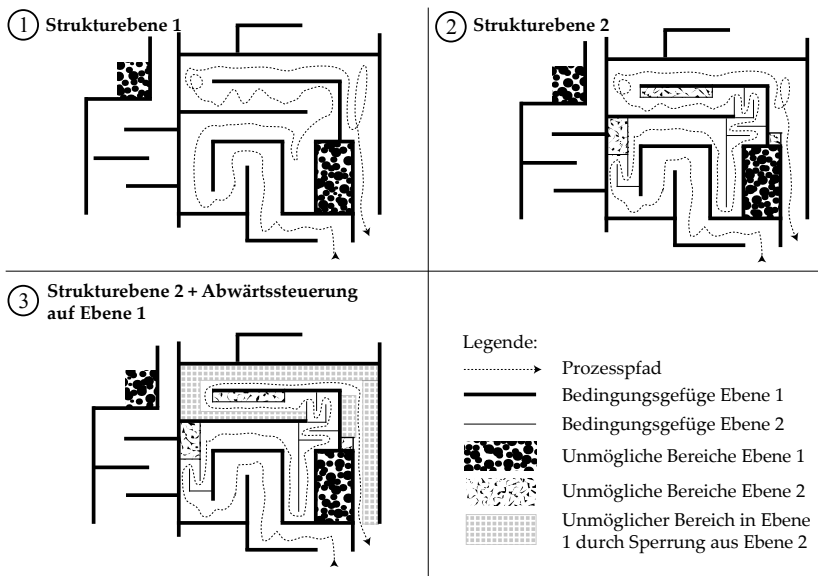 1 Strukturebene 1
2 Strukturebene 2
3 Strukturebene 2 + Abwärtssteuerung
auf Ebene 1
Legende:
Prozesspfad
Bedingungsgefüge Ebene 1
Bedingungsgefüge Ebene 2
Unmögliche Bereiche Ebene 1
Unmögliche Bereiche Ebene 2
Unmöglicher Bereich in Ebene
1 durch Sperrung aus Ebene 2